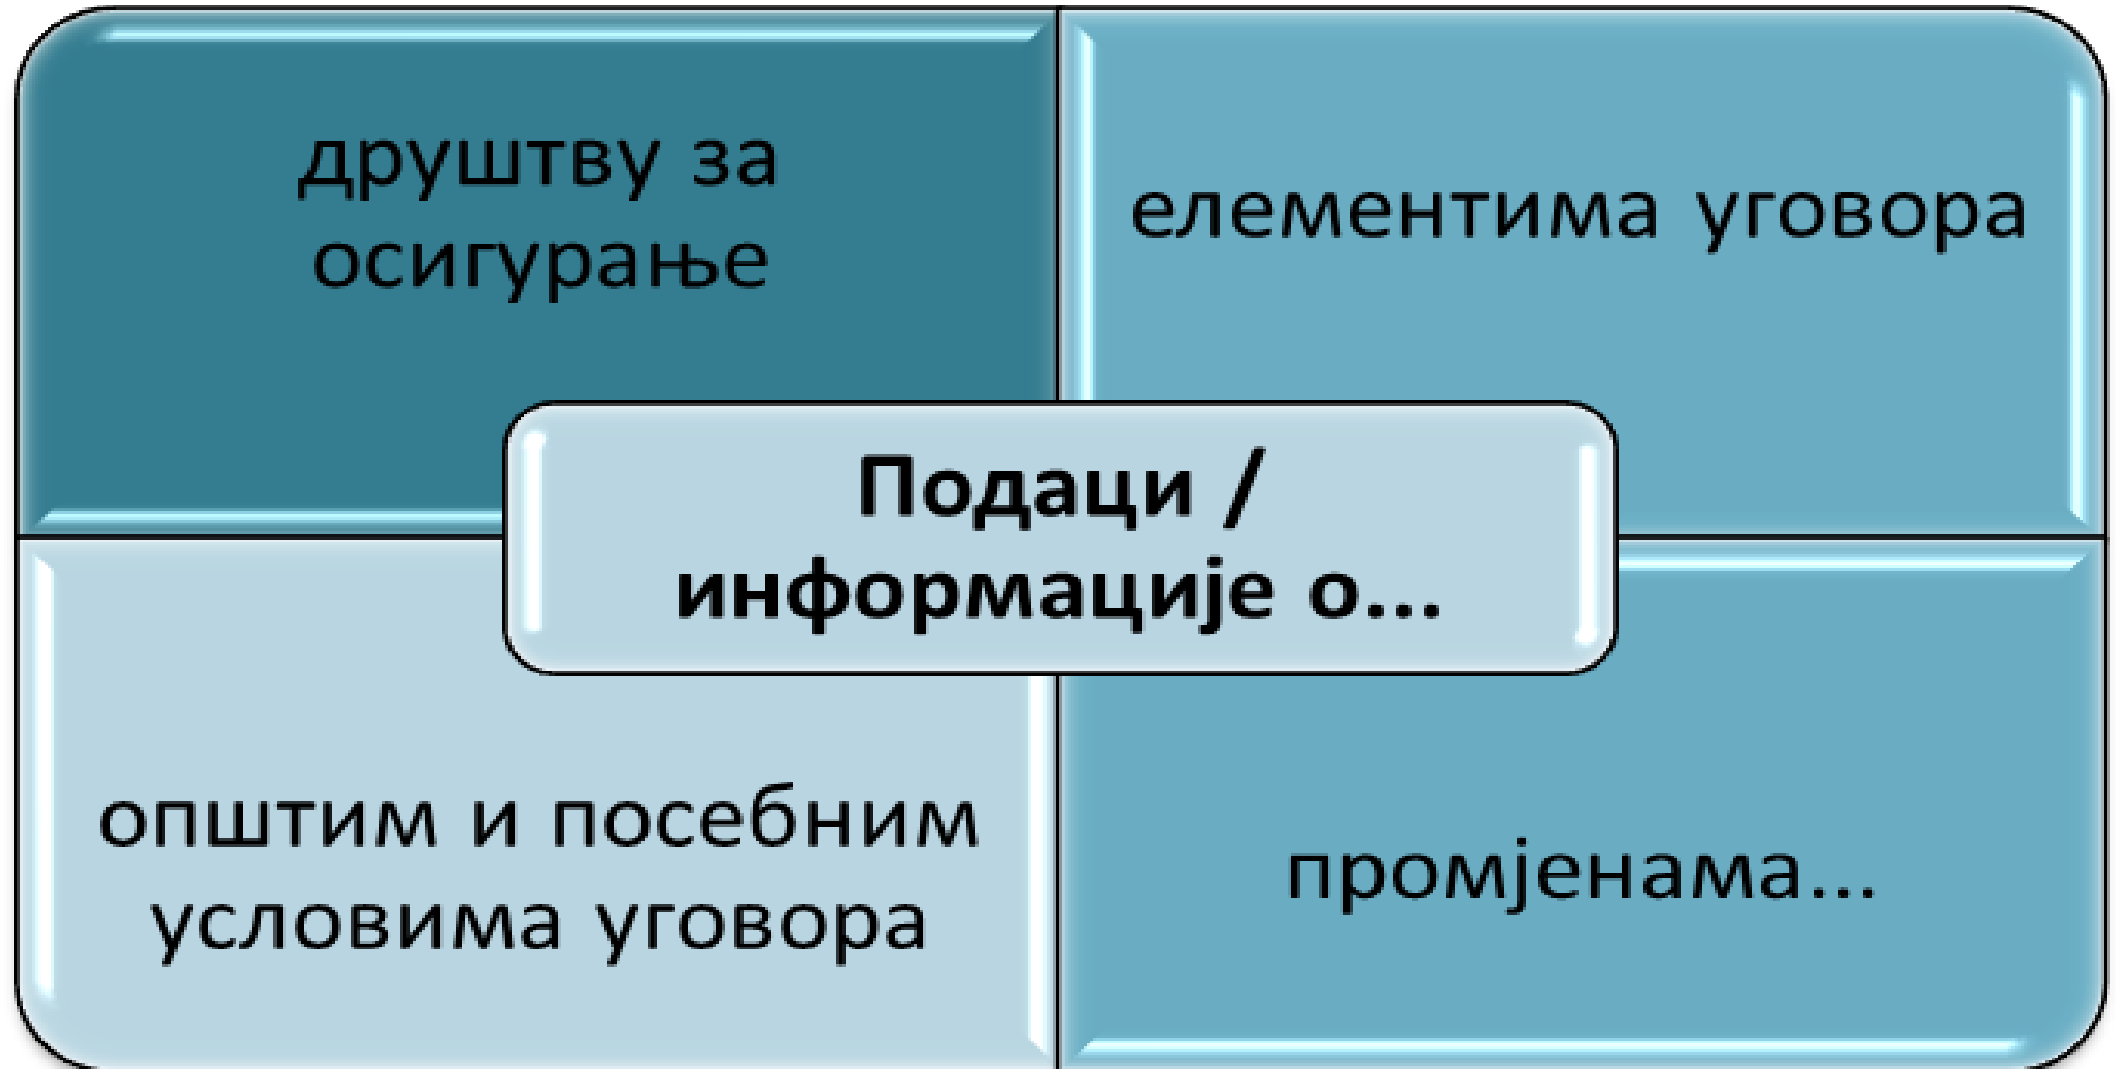 друштву за
осигурање
елементима уговора
Подаци /
информације о...
општим и посебним
условима уговора
промјенама...